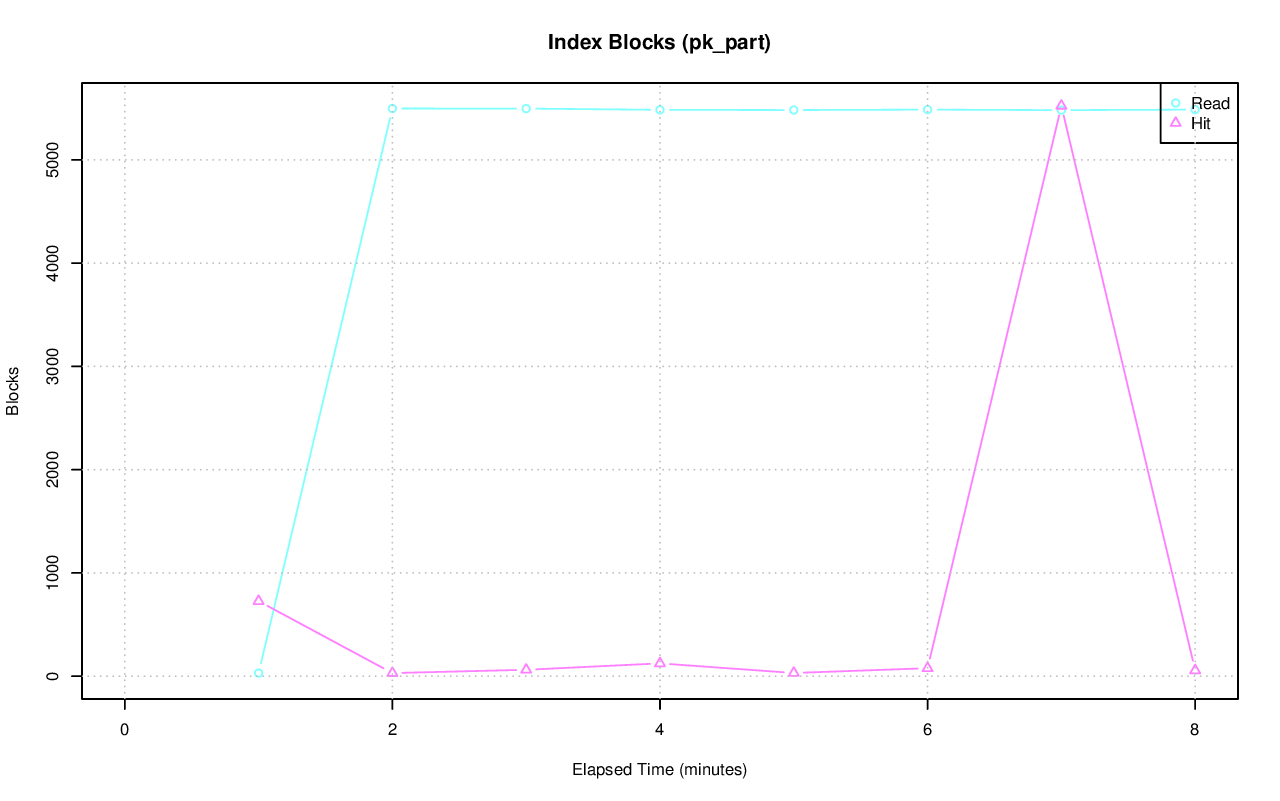 Index Blocks (pk_part)
Read
Hit
Blocks
5000
4000
3000
2000
1000
0
0 2 4 6 8
Elapsed Time (minutes)